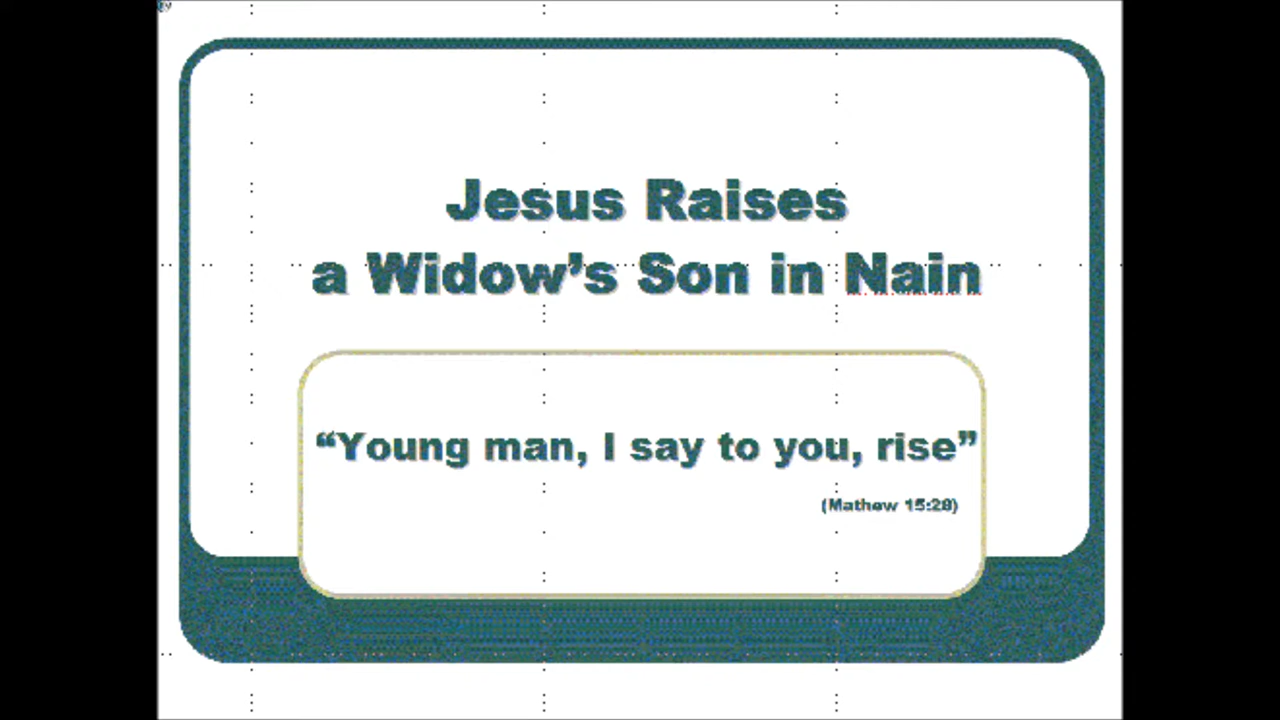 Jesus Raises
a Widow’s Son in Nain
“Young man, I say to you, rise”
(Mathew 15:28)